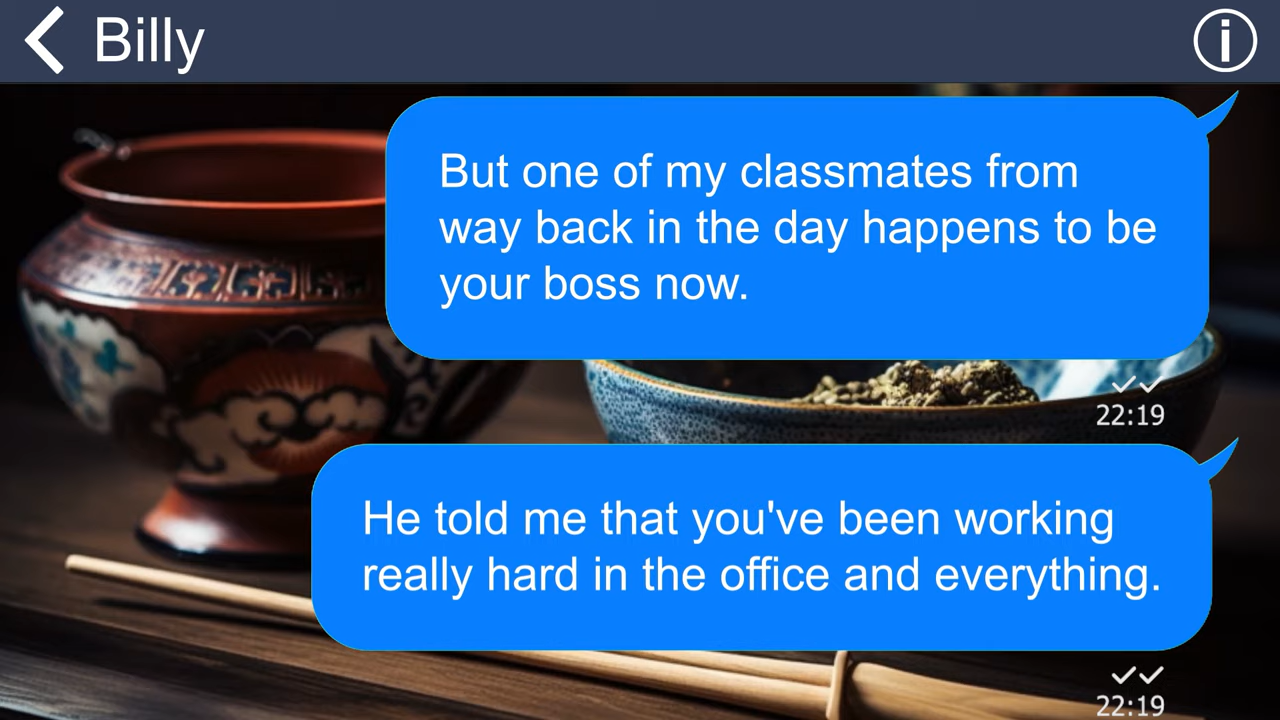 Billy
But one of my classmates from
way back in the day happens to be
your boss now.
22:19
He told me that you've been working
really hard in the office and everything.
22:19